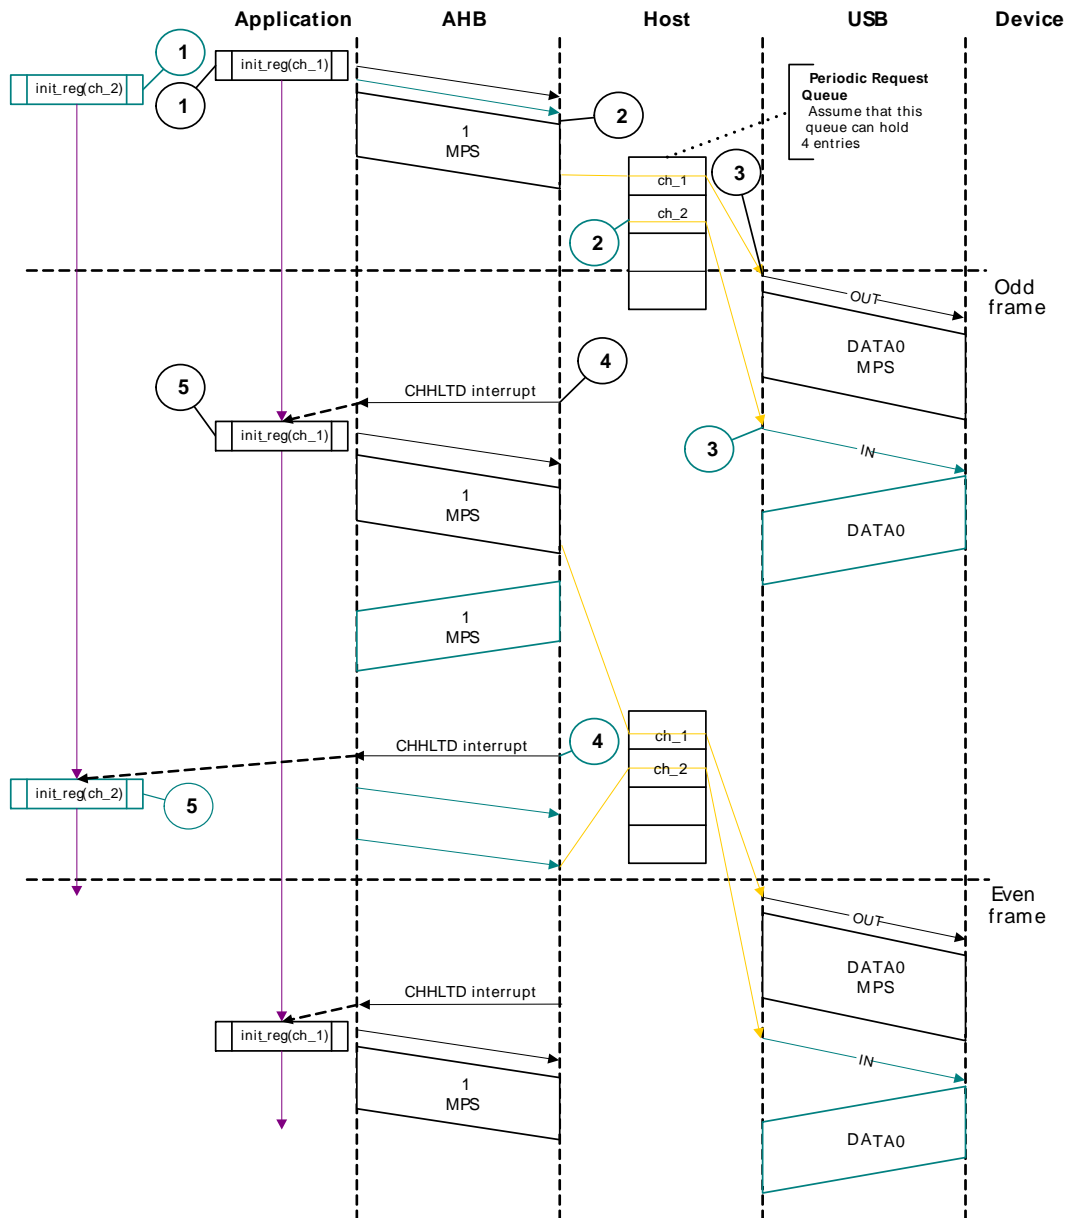 Application AHB Host USB Device
1
init_reg(ch_1)
init_reg(ch_2)
1
Periodic Request
Queue
Assume that this
queue can hold
4 entries
2
1
MPS
3
ch_1
ch_2
2
Odd
frame
OUT
DATA0
MPS
4
CHHLTD interrupt
5
init_reg(ch_1)
3
IN
1
MPS
DATA0
1
MPS
ch_1
4
CHHLTD interrupt
ch_2
init_reg(ch_2)
5
Even
frame
OUT
DATA0
MPS
CHHLTD interrupt
init_reg(ch_1)
IN
1
MPS
DATA0